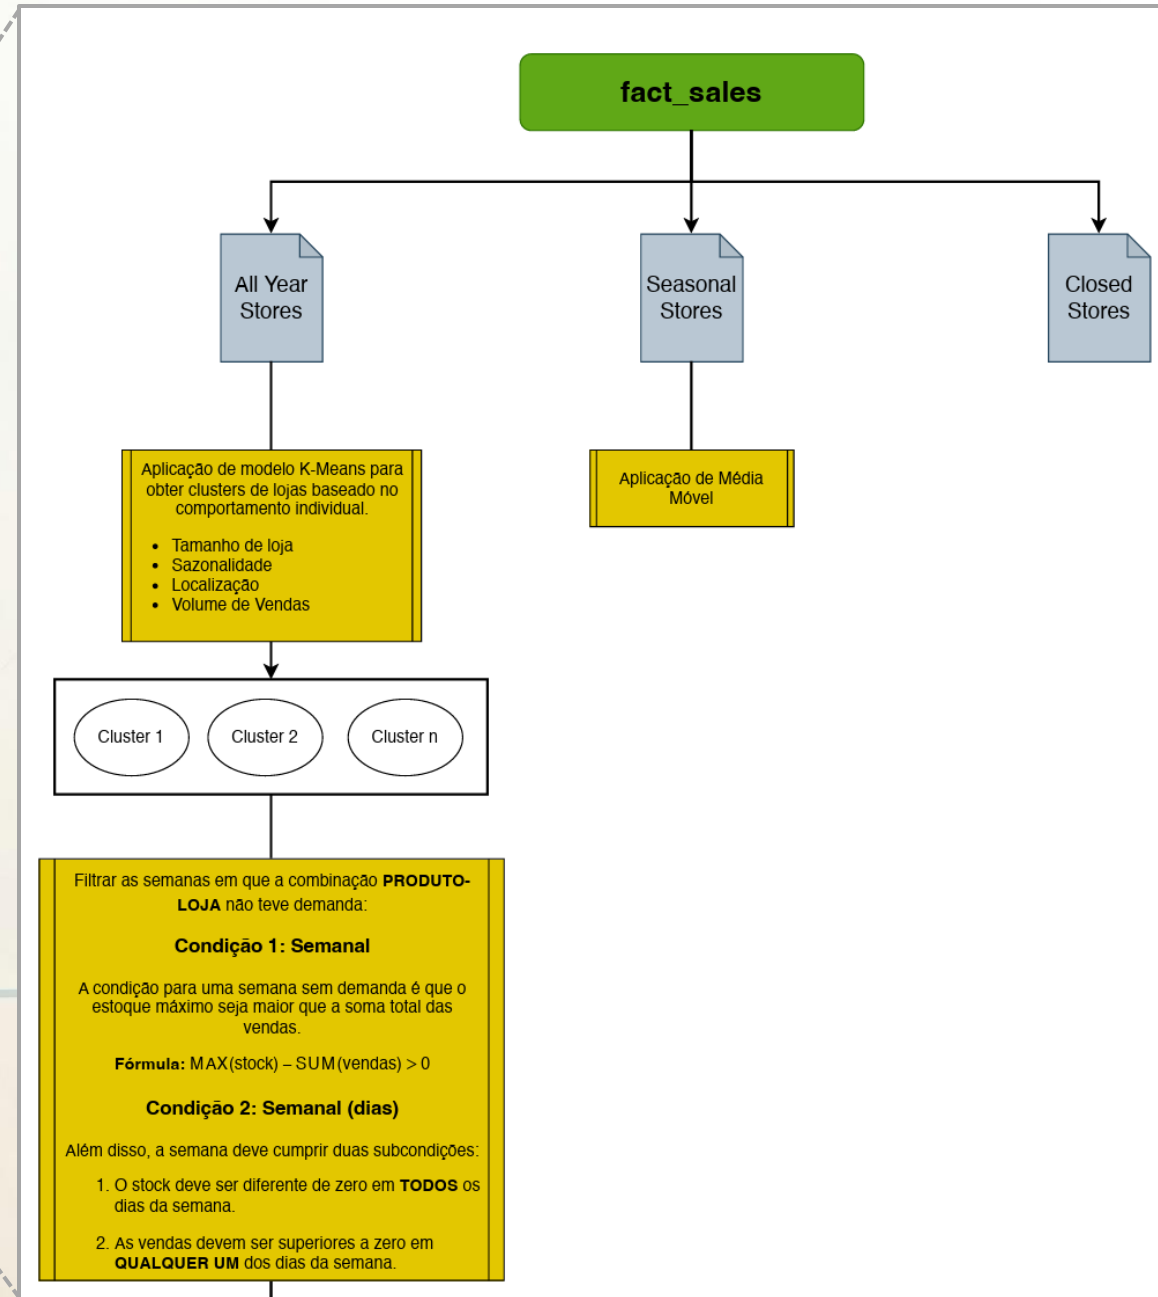 fact_sales
All Year
Stores
Seasonal
Stores
Closed
Stores
Aplicação de modelo K-Means para
obter clusters de lojas baseado no
comportamento individual.
• Tamanho de loja
• Sazonalidade
• Localização
• Volume de Vendas
Aplicação de Média
Móvel
Cluster 1
Cluster 2
Cluster n
Filtrar as semanas em que a combinação PRODUTO-
LOJA não teve demanda:
Condição 1: Semanal
A condição para uma semana sem demanda é que o
estoque máximo seja maior que a soma total das
vendas.
Fórmula: MAX(stock) – SUM(vendas) > 0
Condição 2: Semanal (dias)
Além disso, a semana deve cumprir duas subcondições:
1. O stock deve ser diferente de zero em TODOS os
dias da semana.
2. As vendas devem ser superiores a zero em
QUALQUER UM dos dias da semana.